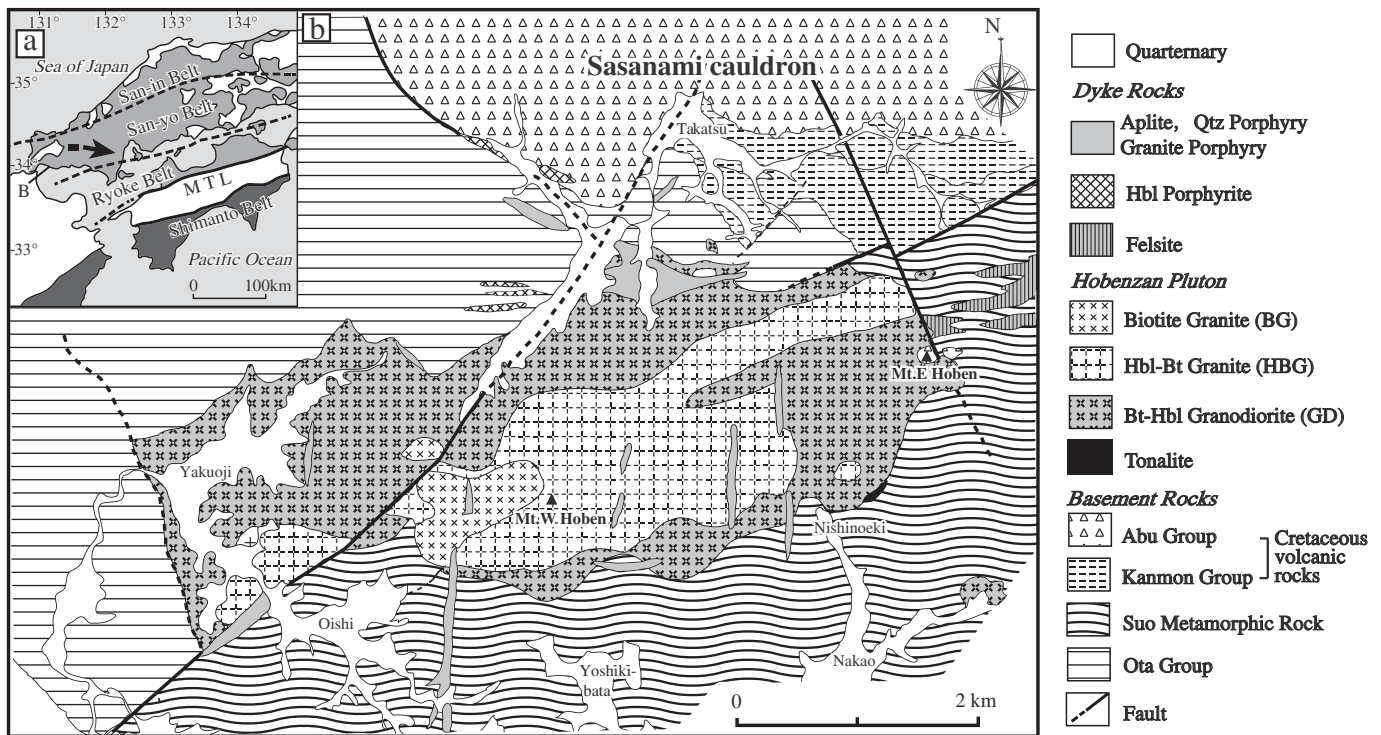 131° 132° 133° 134°
a
b
N
Sea of Japan
35°
San-in Belt
San-yo Belt
34°
B
Ryoke Belt
MTL
Shimanto Belt
33°
Pacific Ocean
0 100km
Sasanami cauldron
Takatsu
Mt.E Hoben
Yakuoji
Mt.W.Hoben
Nishinoeki
Oishi
Yoshiki-
bata
Nakao
0 2 km
Quarternary
Dyke Rocks
Aplite, Qtz Porphyry
Granite Porphyry
Hbl Porphyrite
Felsite
Hobenzan Pluton
Biotite Granite (BG)
Hbl-Bt Granite (HBG)
Bt-Hbl Granodiorite (GD)
Tonalite
Basement Rocks
Abu Group
Kanmon Group
Cretaceous
volcanic
rocks
Suo Metamorphic Rock
Ota Group
Fault